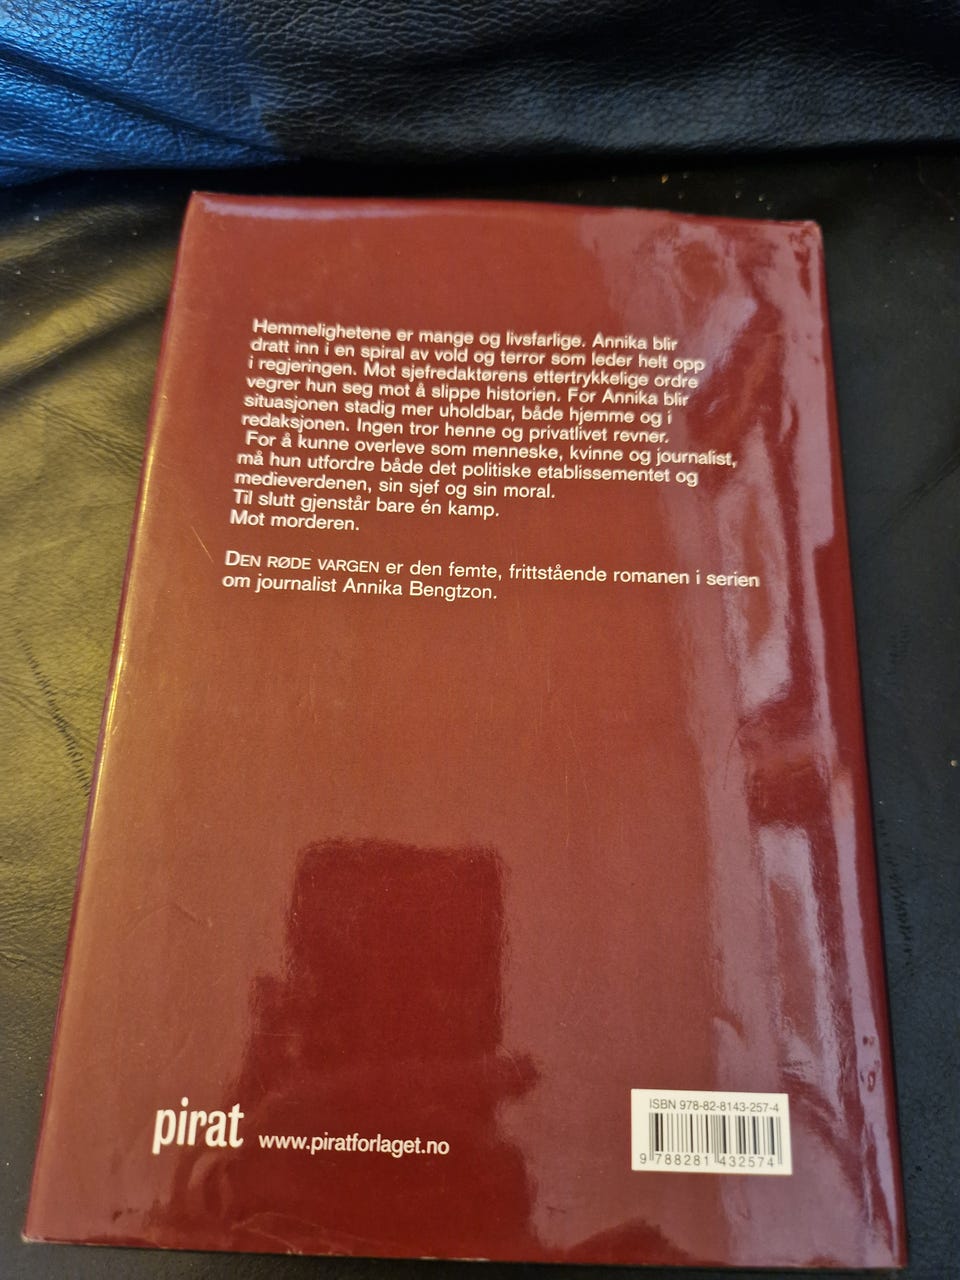 Hemmelighetene er mange og livsfarlige. Annika blir
dratt inn i en spiral av vold og terror som leder helt opp
i regjeringen. Mot sjefredaktørens ettertrykkelige ordre
vegrer hun seg mot å slippe historien. For Annika blir
situasjonen stadig mer uholdbar, både hjemme og i
redaksjonen. Ingen tror henne og privatlivet revner.
For å kunne overleve som menneske, kvinne og journalist,
må hun utfordre både det politiske etablissementet og
medieverdenen, sin sjef og sin moral.
Til slutt gjenstår bare én kamp.
Mot morderen.
DEN RØDE VARGEN er den femte, frittstående romanen i serien
om journalist Annika Bengtzon.
pirat www.piratforlaget.no
ISBN 978-82-8143-257-4
9 788281 432574